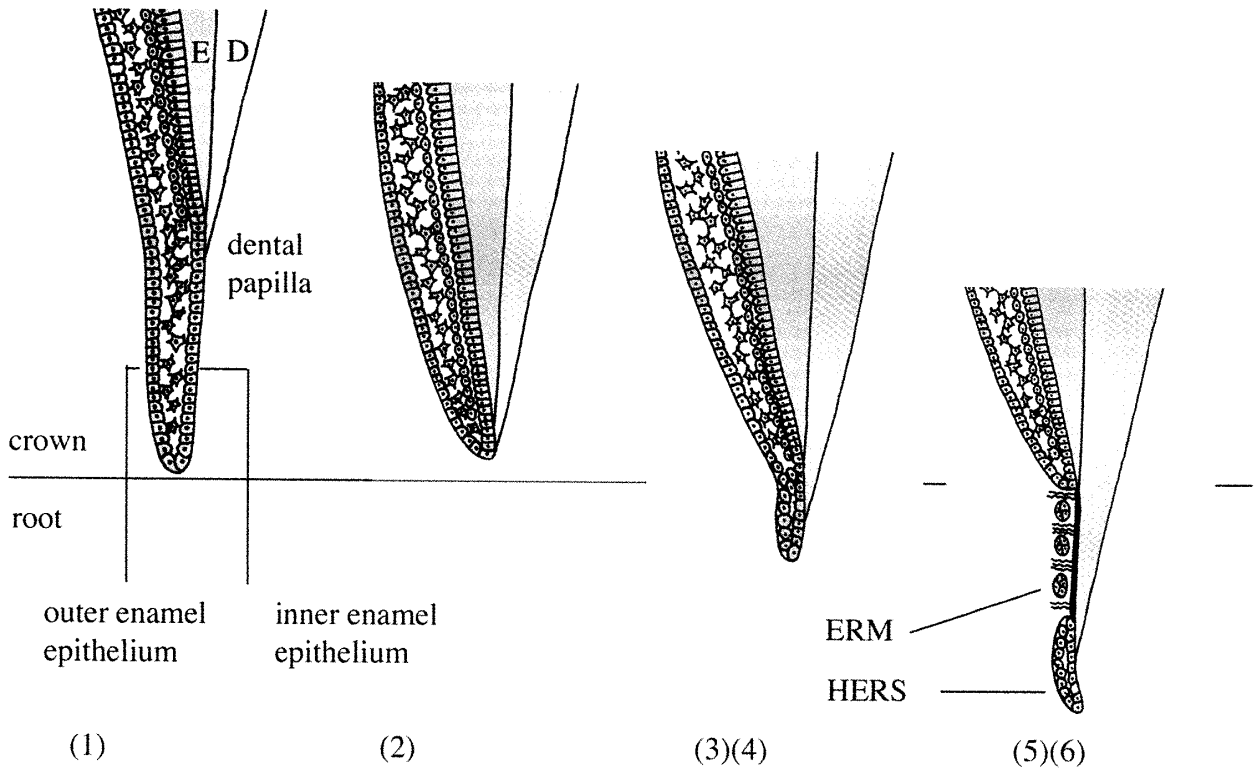 E D
dental
papilla
crown
root
outer enamel
epithelium
inner enamel
epithelium
ERM
HERS
(1)
(2)
(3)(4)
(5)(6)